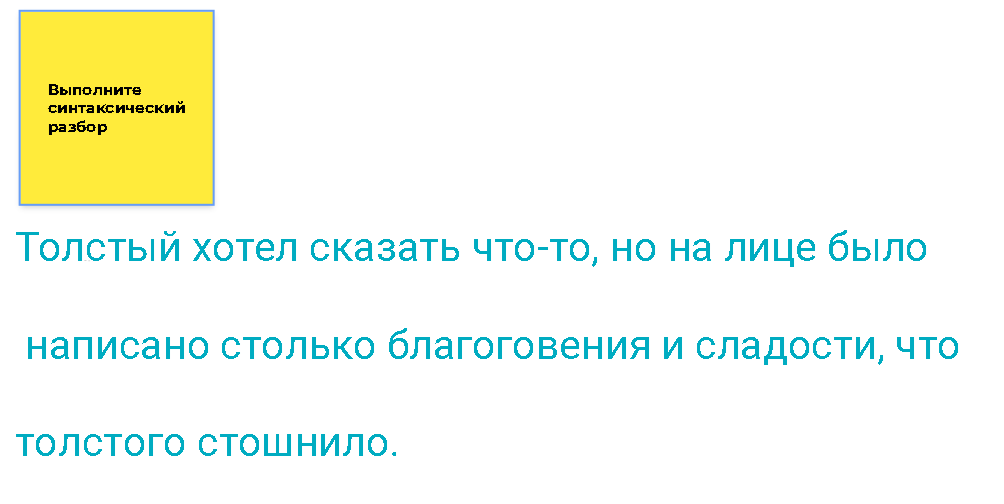 Выполните
синтаксический
разбор
Толстый хотел сказать что-то, но на лице было
написано столько благоговения и сладости, что
толстого стошнило.